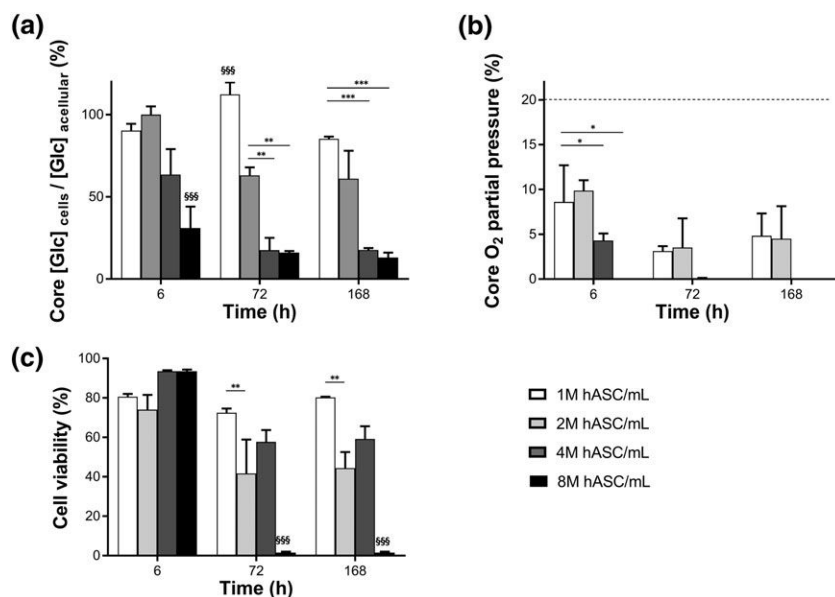 (a)
Core [Glc] cells / [Glc] acellular (%)
100
50
0
§§§
§§§
**
**
***
***
6 72 168
Time (h)
(b)
Core O2 partial pressure (%)
20
15
10
5
0
*
*
6 72 168
Time (h)
(c)
Cell viability (%)
100
80
60
40
20
0
**
§§§
**
§§§
6 72 168
Time (h)
1M hASC/mL
2M hASC/mL
4M hASC/mL
8M hASC/mL